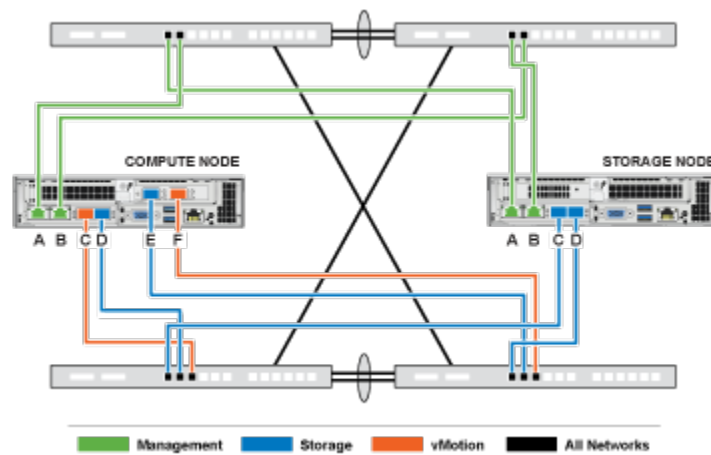 COMPUTE NODE
STORAGE NODE
A B C D E F
A B C D
Management Storage vMotion All Networks